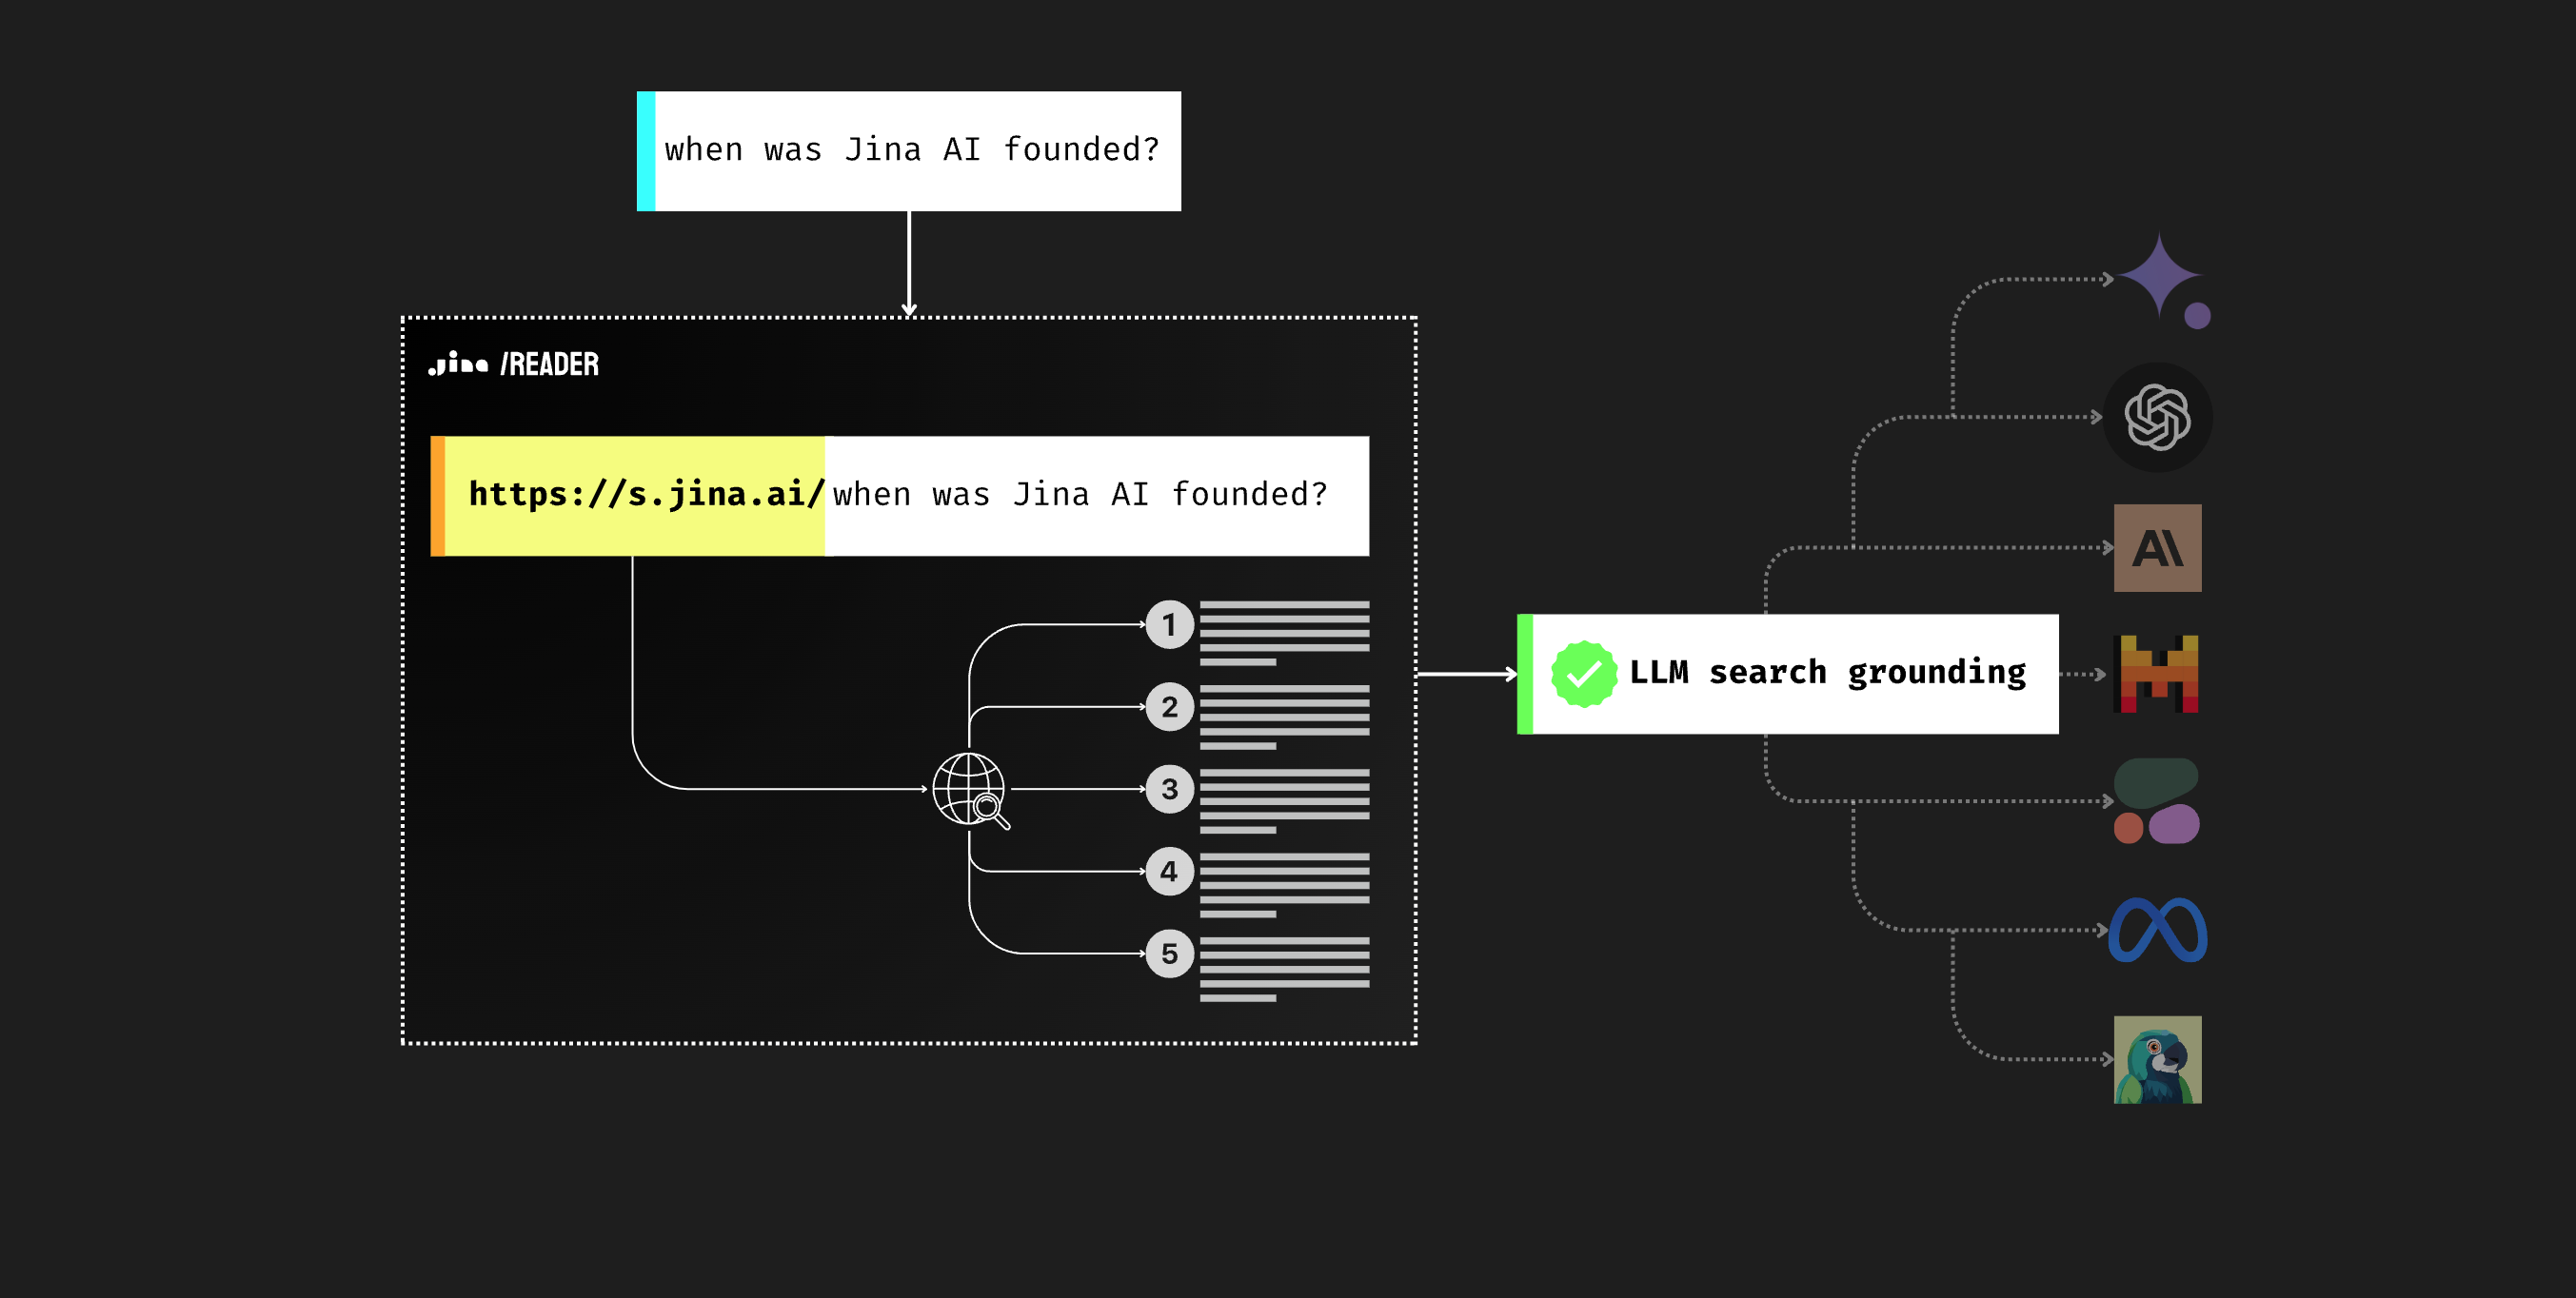 when was Jina AI founded?
Jina /READER
https://s.jina.ai/when was Jina AI founded?
1
2
3
4
5
LLM search grounding
AI